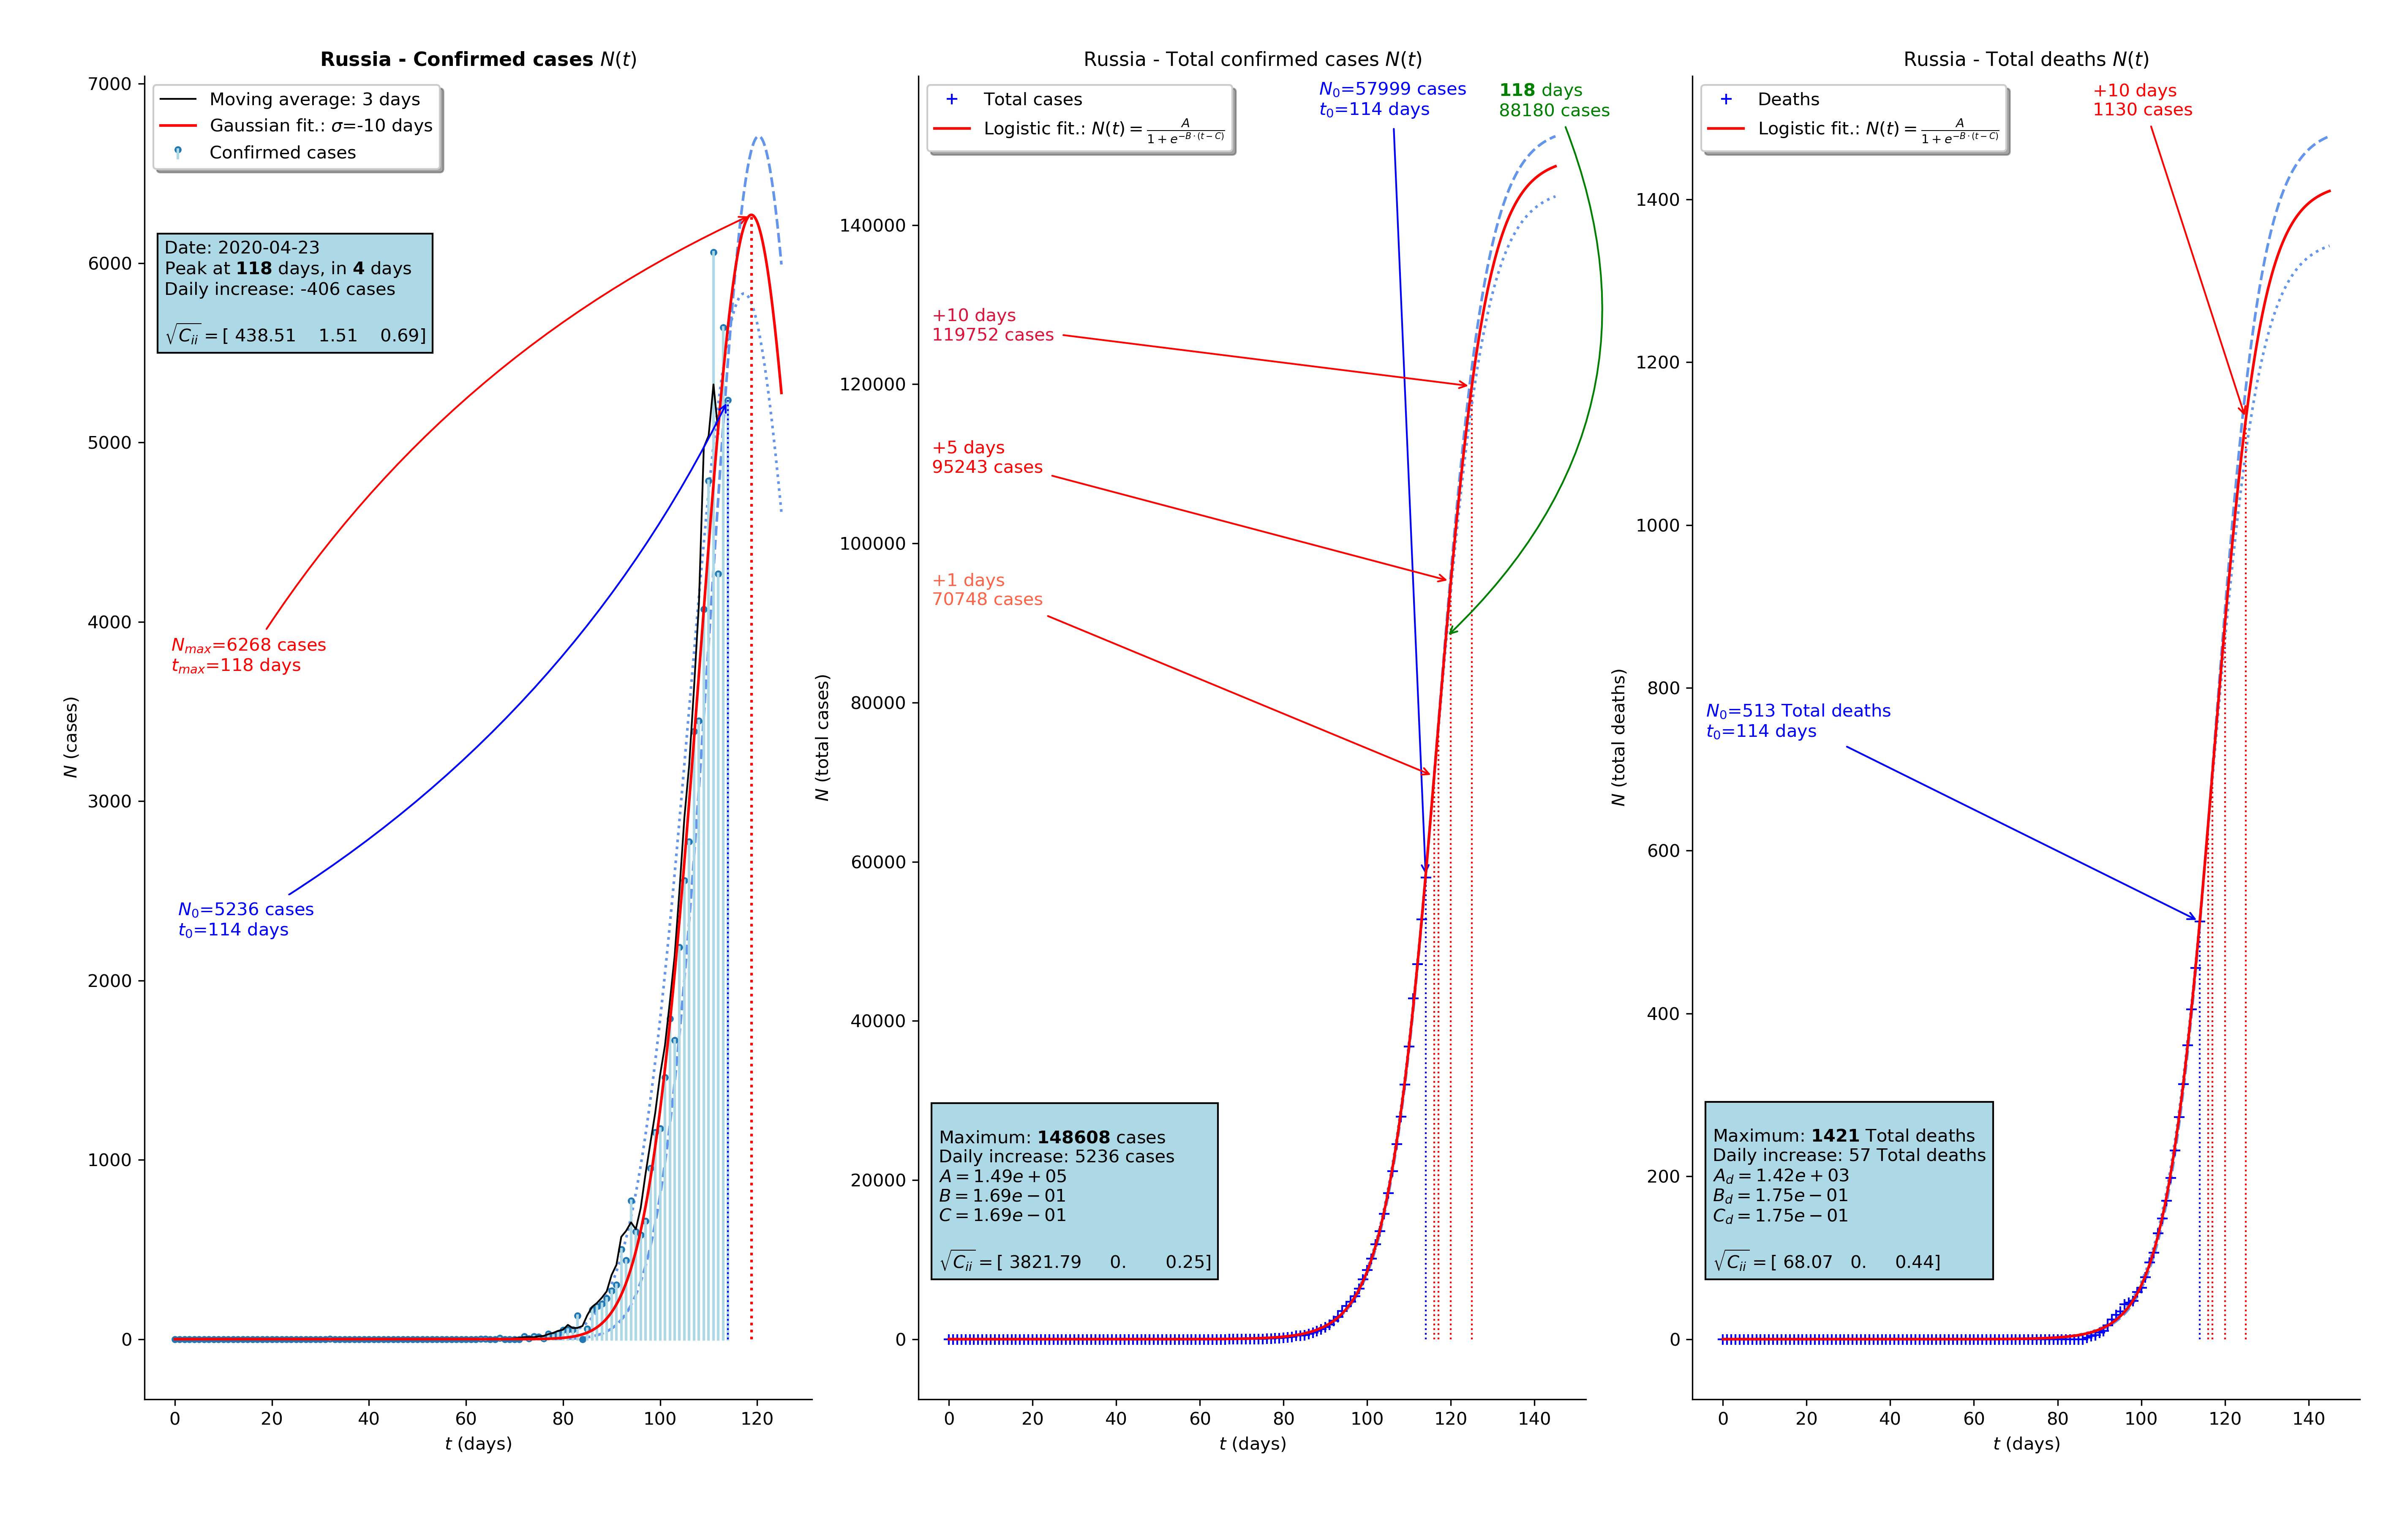 Russia - Confirmed cases N(t)
Moving average: 3 days
Gaussian fit.: σ=-10 days
Confirmed cases
Date: 2020-04-23
Peak at 118 days, in 4 days
Daily increase: -406 cases
√C_ii = [ 438.51 1.51 0.69]
N_max=6268 cases
t_max=118 days
N_0=5236 cases
t_0=114 days
7000
6000
5000
4000
3000
2000
1000
0
N (cases)
0 20 40 60 80 100 120
t (days)
Russia - Total confirmed cases N(t)
Total cases
Logistic fit.: N(t) = A / (1 + e^{-B·(t-C)})
N_0=57999 cases
t_0=114 days
118 days
88180 cases
+10 days
119752 cases
+5 days
95243 cases
+1 days
70748 cases
Maximum: 148608 cases
Daily increase: 5236 cases
A = 1.49e + 05
B = 1.69e − 01
C = 1.69e − 01
√C_ii = [ 3821.79 0. 0.25]
140000
120000
100000
80000
60000
40000
20000
0
N (total cases)
0 20 40 60 80 100 120 140
t (days)
Russia - Total deaths N(t)
Deaths
Logistic fit.: N(t) = A / (1 + e^{-B·(t-C)})
+10 days
1130 cases
N_0=513 Total deaths
t_0=114 days
Maximum: 1421 Total deaths
Daily increase: 57 Total deaths
A_d = 1.42e + 03
B_d = 1.75e − 01
C_d = 1.75e − 01
√C_ii = [ 68.07 0. 0.44]
1400
1200
1000
800
600
400
200
0
N (total deaths)
0 20 40 60 80 100 120 140
t (days)